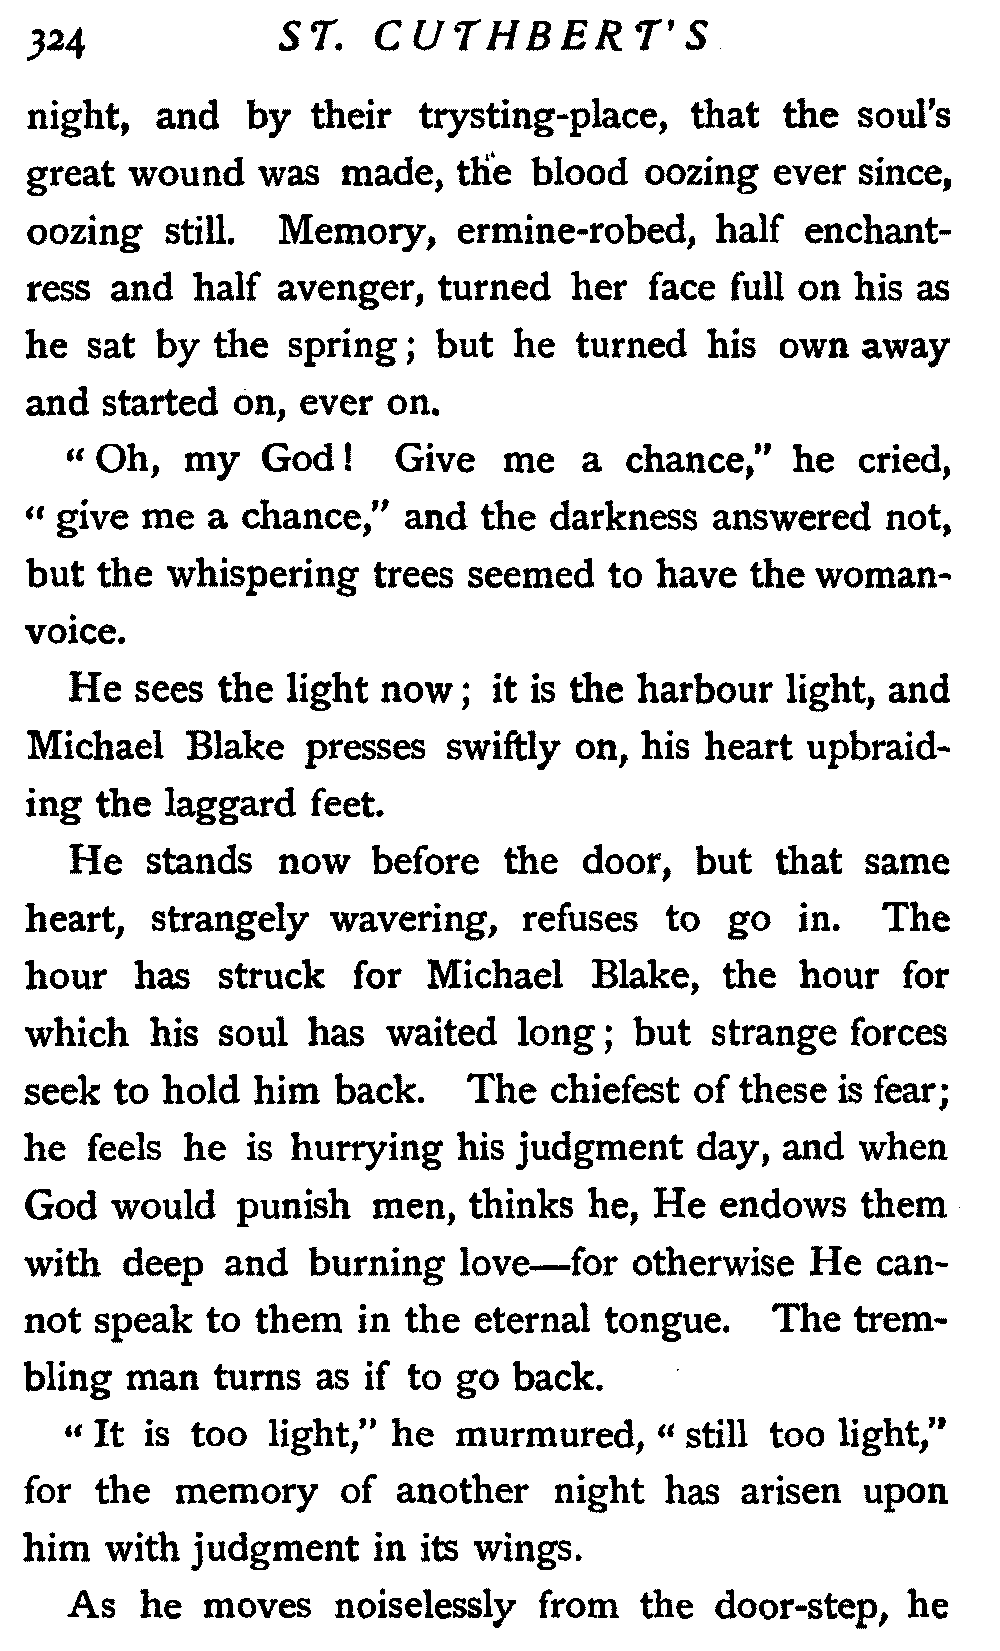 324 ST. CUTHBERT'S
night, and by their trysting-place, that the soul's
great wound was made, the blood oozing ever since,
oozing still. Memory, ermine-robed, half enchant-
ress and half avenger, turned her face full on his as
he sat by the spring; but he turned his own away
and started on, ever on.
"Oh, my God! Give me a chance," he cried,
"give me a chance," and the darkness answered not,
but the whispering trees seemed to have the woman-
voice.
He sees the light now; it is the harbour light, and
Michael Blake presses swiftly on, his heart upbraid-
ing the laggard feet.
He stands now before the door, but that same
heart, strangely wavering, refuses to go in. The
hour has struck for Michael Blake, the hour for
which his soul has waited long; but strange forces
seek to hold him back. The chiefest of these is fear;
he feels he is hurrying his judgment day, and when
God would punish men, thinks he, He endows them
with deep and burning love—for otherwise He can-
not speak to them in the eternal tongue. The trem-
bling man turns as if to go back.
"It is too light," he murmured, "still too light,"
for the memory of another night has arisen upon
him with judgment in its wings.
As he moves noiselessly from the door-step, he